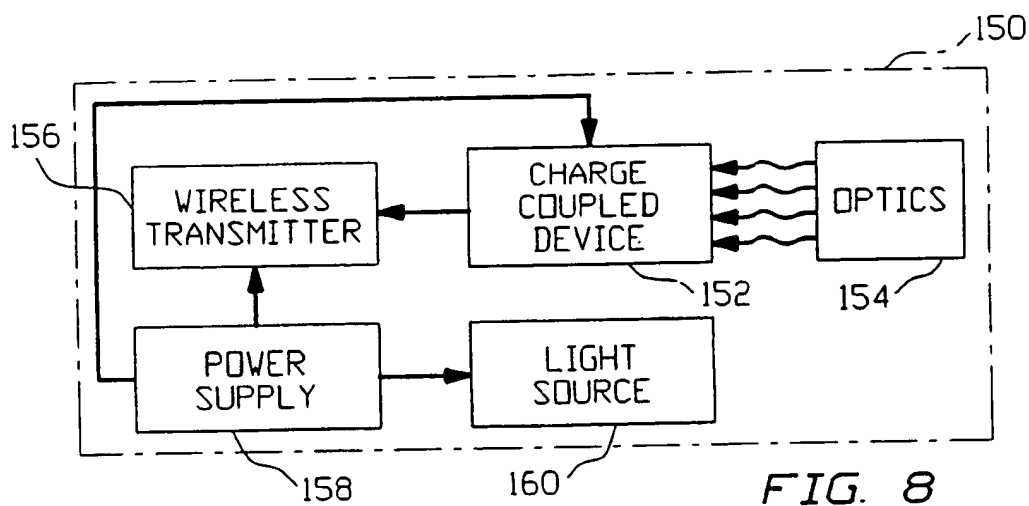 150
156
WIRELESS
TRANSMITTER
CHARGE
COUPLED
DEVICE
OPTICS
152
154
POWER
SUPPLY
LIGHT
SOURCE
158
160
FIG. 8